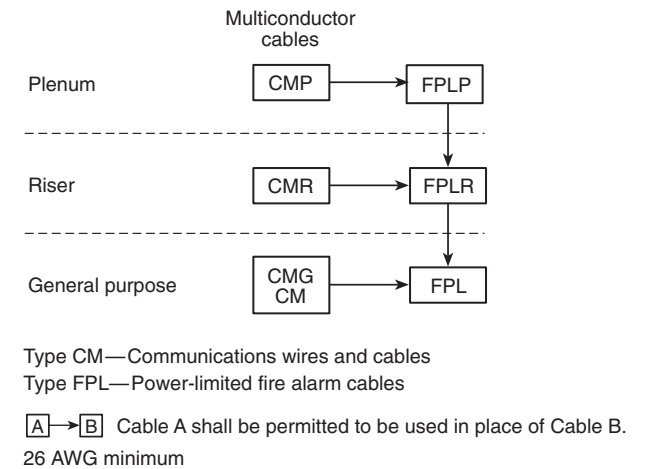 Multiconductor
cables
Plenum
CMP
FPLP
Riser
CMR
FPLR
General purpose
CMG
CM
FPL
Type CM—Communications wires and cables
Type FPL—Power-limited fire alarm cables
A B Cable A shall be permitted to be used in place of Cable B.
26 AWG minimum